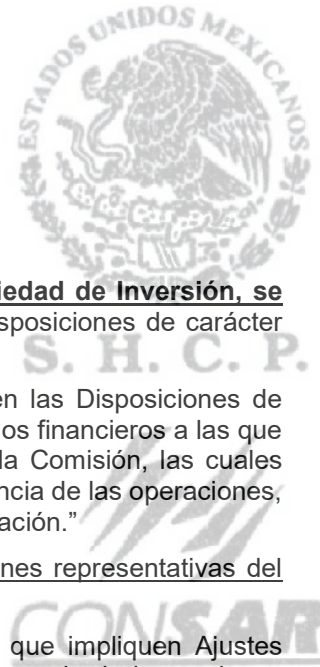 ESTADOS UNIDOS MEXICANOS
iedad de Inversión, se
sposiciones de carácter
S. H. C. P.
en las Disposiciones de
os financieros a las que
la Comisión, las cuales
ncia de las operaciones,
ación.”
nes representativas del
CONSAR
que impliquen Ajustes